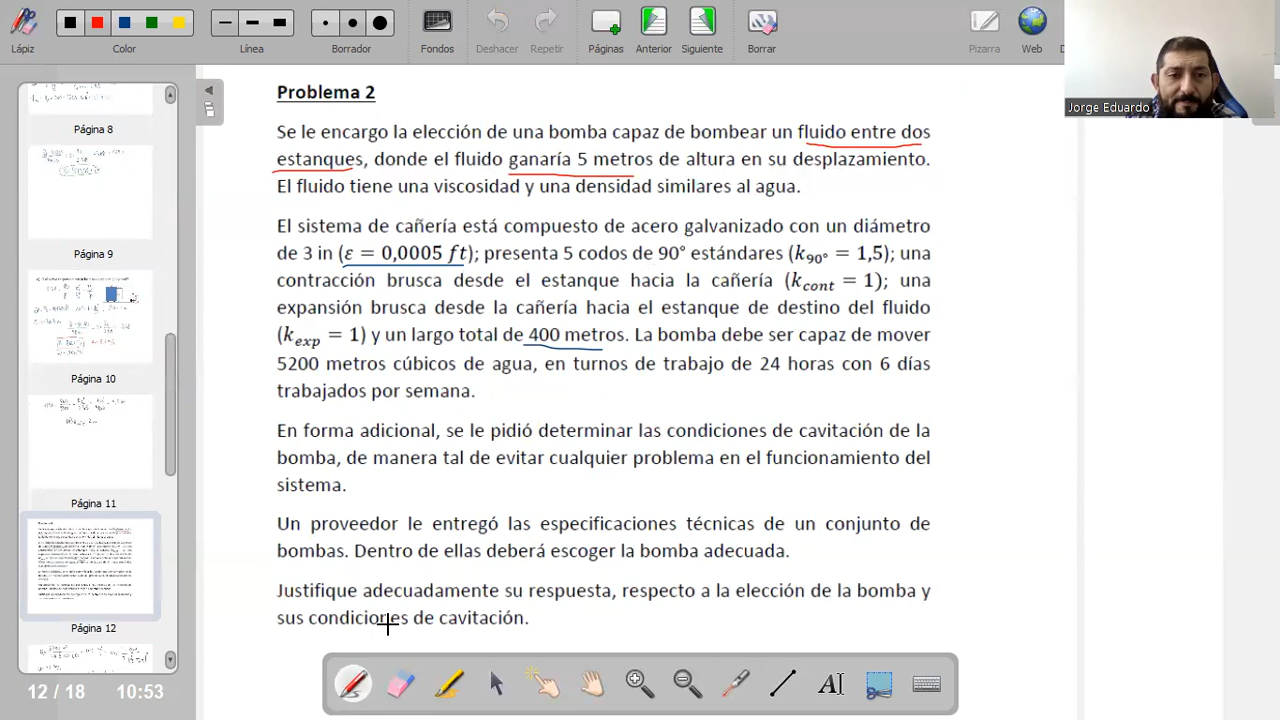 Lápiz
Color
Línea
Borrador
Fondos
Deshacer
Repetir
Páginas
Anterior
Siguiente
Borrar
Pizarra
Web
Jorge Eduardo
Página 8
Página 9
Página 10
Página 11
Página 12
12 / 18 10:53
Problema 2
Se le encargo la elección de una bomba capaz de bombear un fluido entre dos
estanques, donde el fluido ganaría 5 metros de altura en su desplazamiento.
El fluido tiene una viscosidad y una densidad similares al agua.
El sistema de cañería está compuesto de acero galvanizado con un diámetro
de 3 in (ε = 0,0005 ft); presenta 5 codos de 90° estándares (k90° = 1,5); una
contracción brusca desde el estanque hacia la cañería (kcont = 1); una
expansión brusca desde la cañería hacia el estanque de destino del fluido
(kexp = 1) y un largo total de 400 metros. La bomba debe ser capaz de mover
5200 metros cúbicos de agua, en turnos de trabajo de 24 horas con 6 días
trabajados por semana.
En forma adicional, se le pidió determinar las condiciones de cavitación de la
bomba, de manera tal de evitar cualquier problema en el funcionamiento del
sistema.
Un proveedor le entregó las especificaciones técnicas de un conjunto de
bombas. Dentro de ellas deberá escoger la bomba adecuada.
Justifique adecuadamente su respuesta, respecto a la elección de la bomba y
sus condiciones de cavitación.